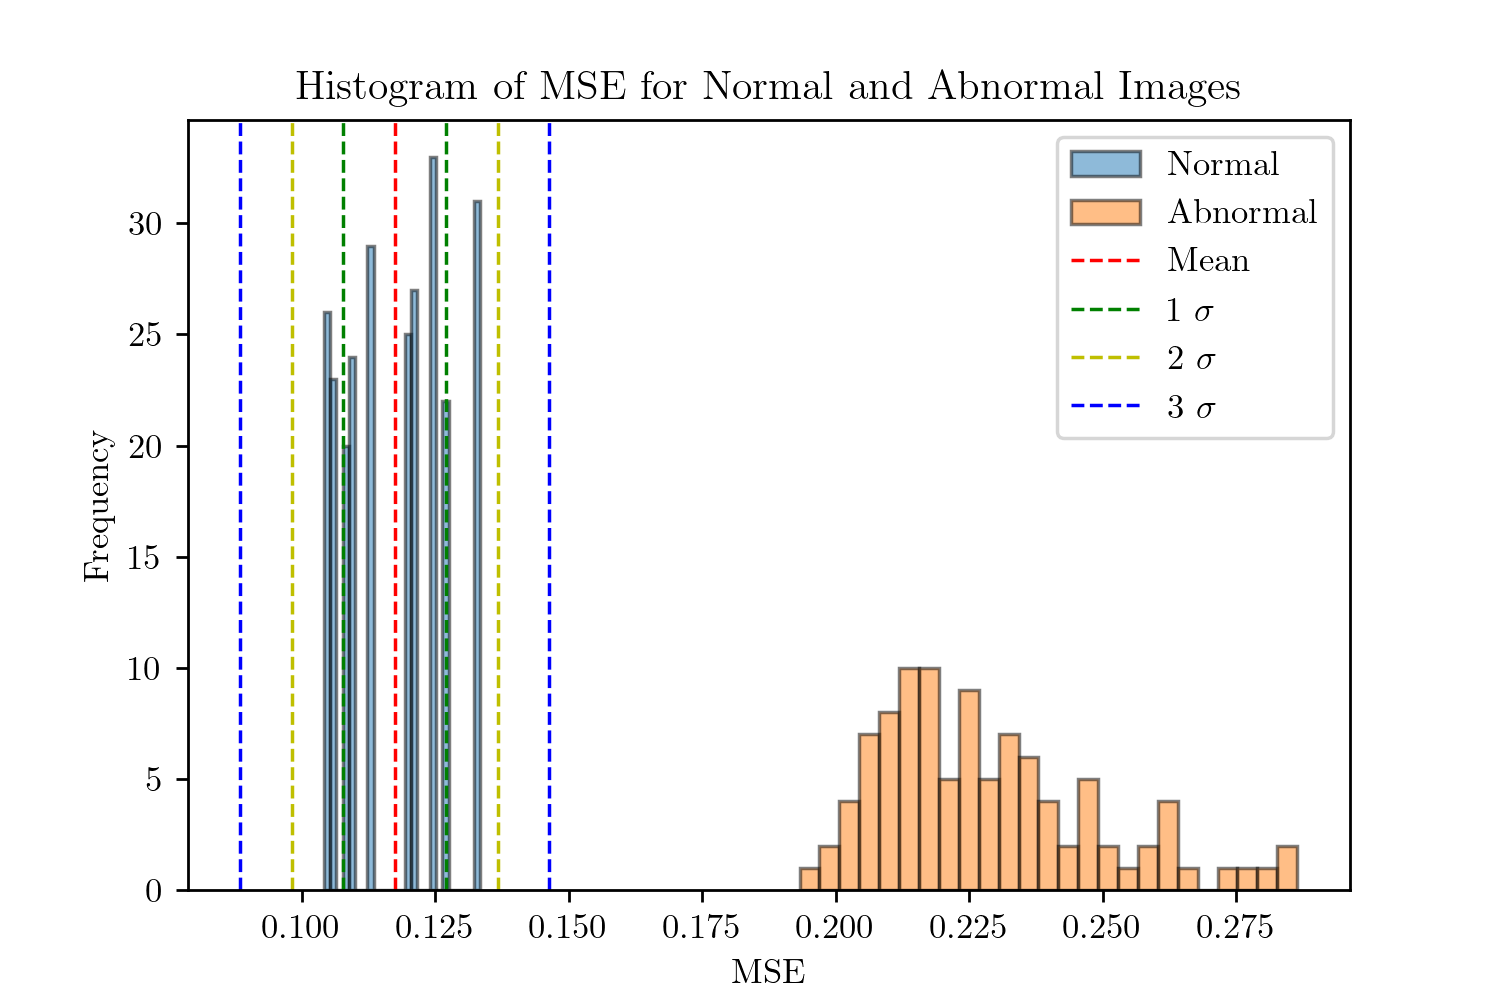 Histogram of MSE for Normal and Abnormal Images
Normal
Abnormal
Mean
1 σ
2 σ
3 σ
Frequency
30
25
20
15
10
5
0
0.100 0.125 0.150 0.175 0.200 0.225 0.250 0.275
MSE